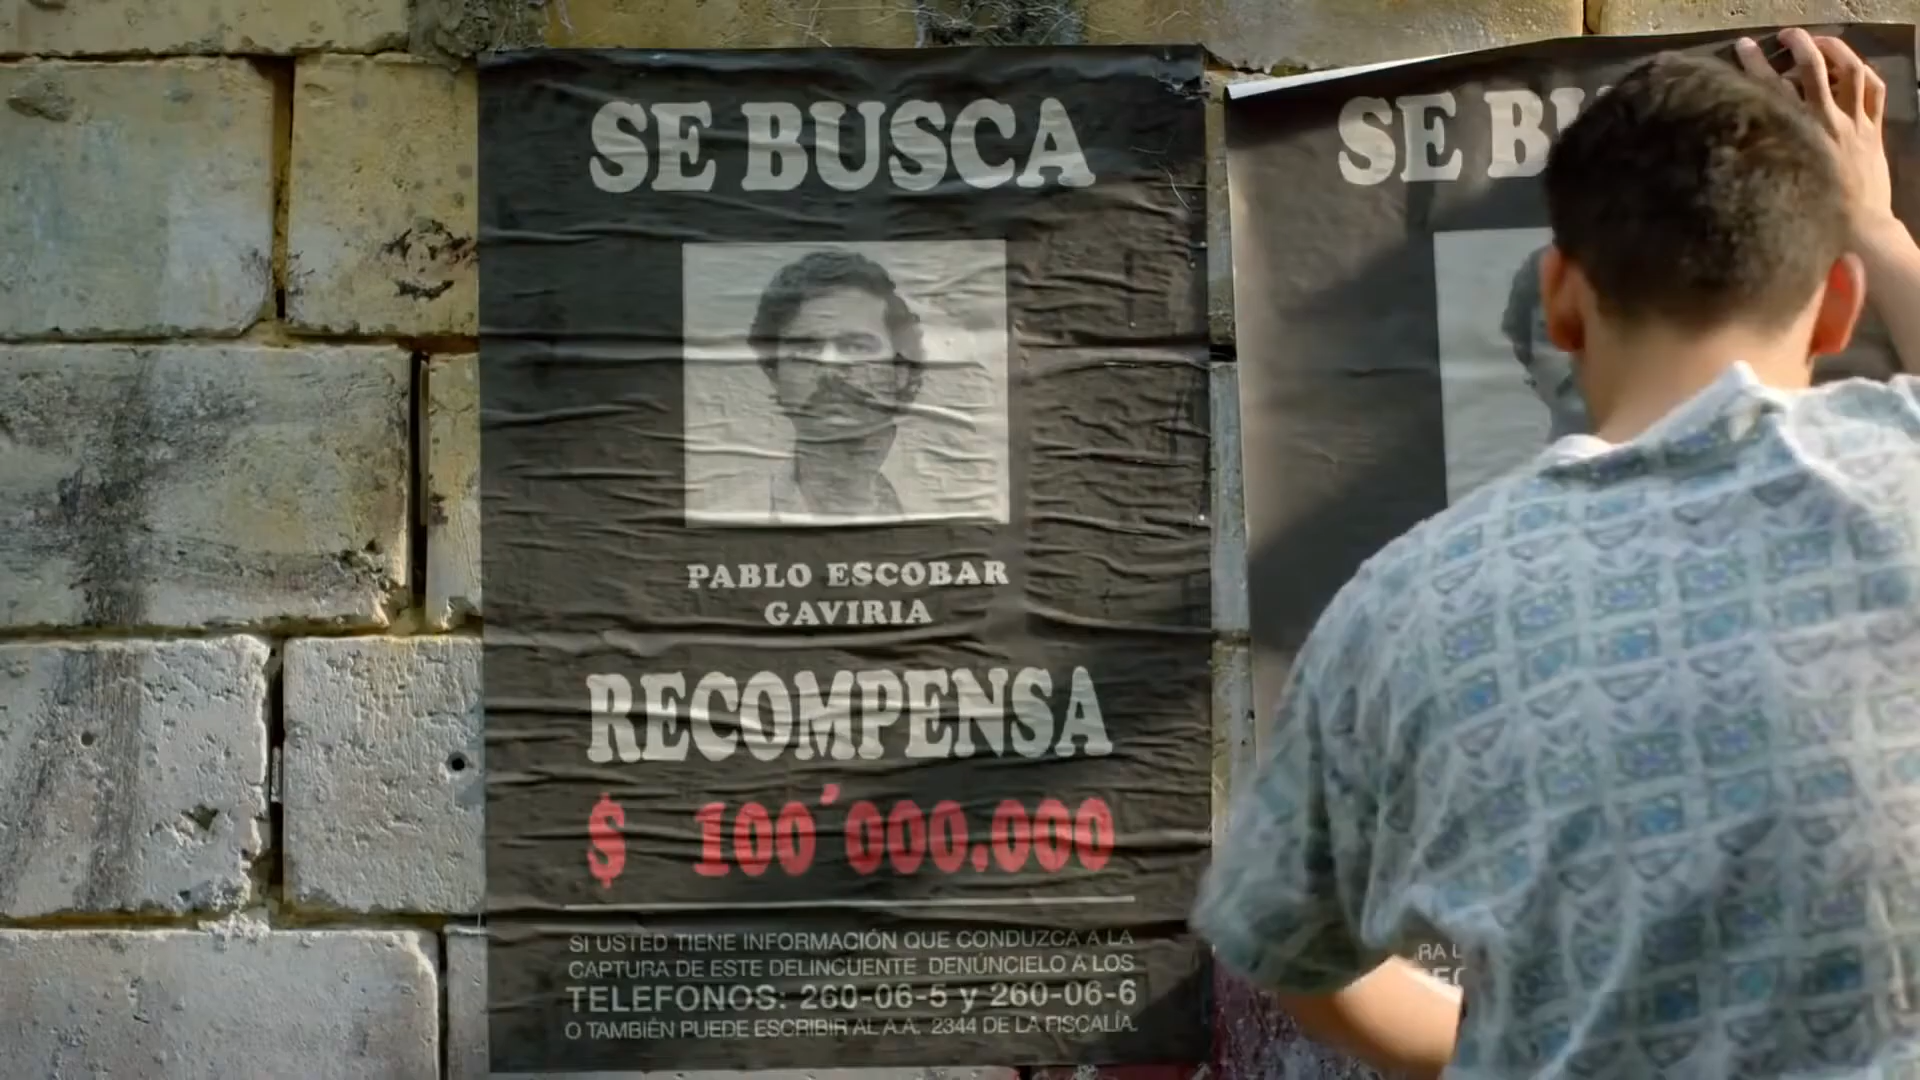 SE BUSCA
PABLO ESCOBAR
GAVIRIA
RECOMPENSA
$ 100´000.000
SI USTED TIENE INFORMACIÓN QUE CONDUZCA A LA
CAPTURA DE ESTE DELINCUENTE DENÚNCIELO A LOS
TELEFONOS: 260-06-5 y 260-06-6
O TAMBIÉN PUEDE ESCRIBIR AL A.A. 2344 DE LA FISCALÍA.
SE